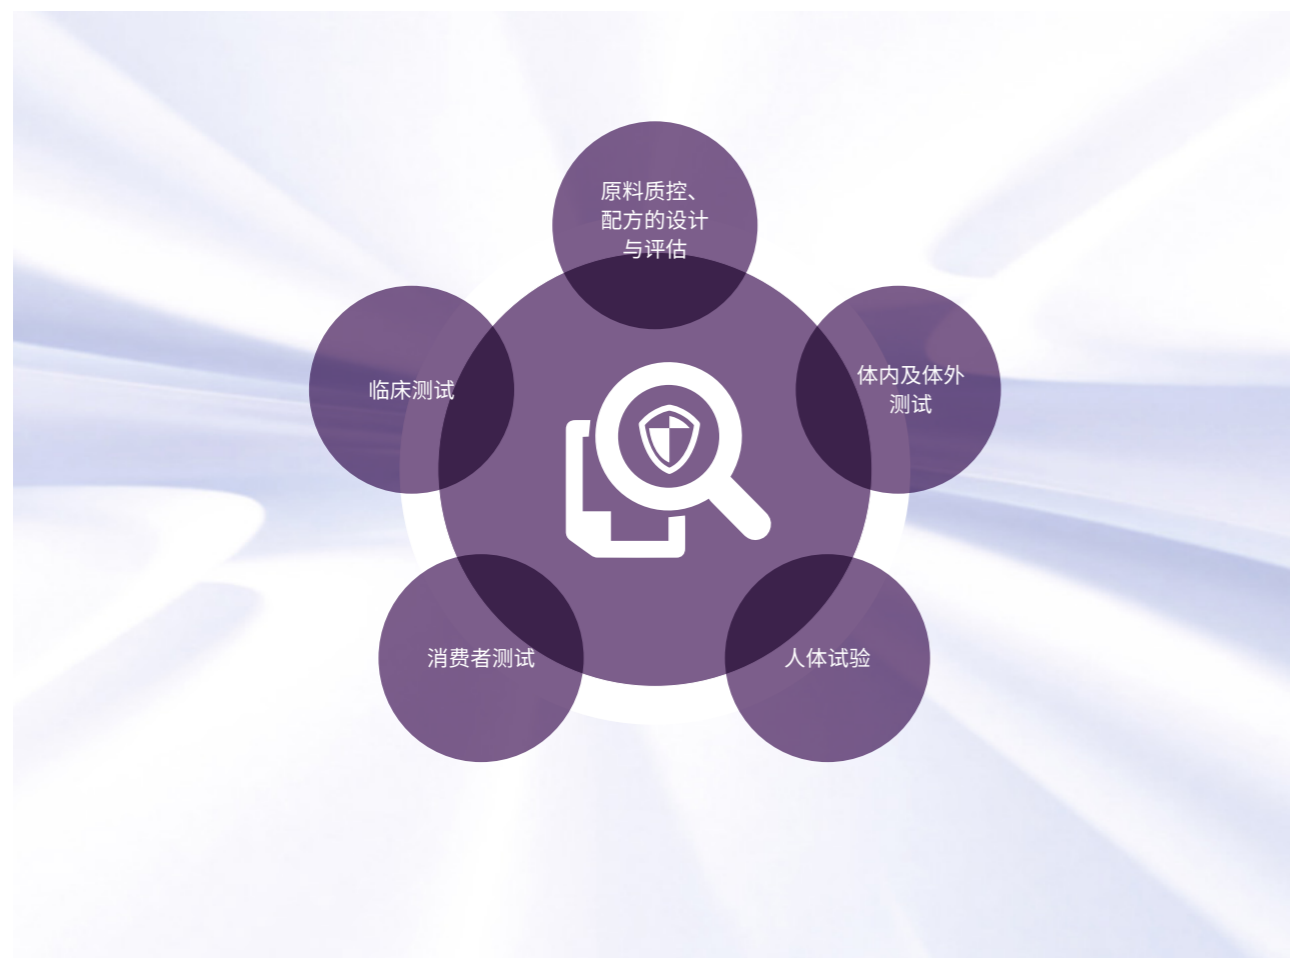 原料质控、
配方的设计
与评估
临床测试
体内及体外
测试
消费者测试
人体试验